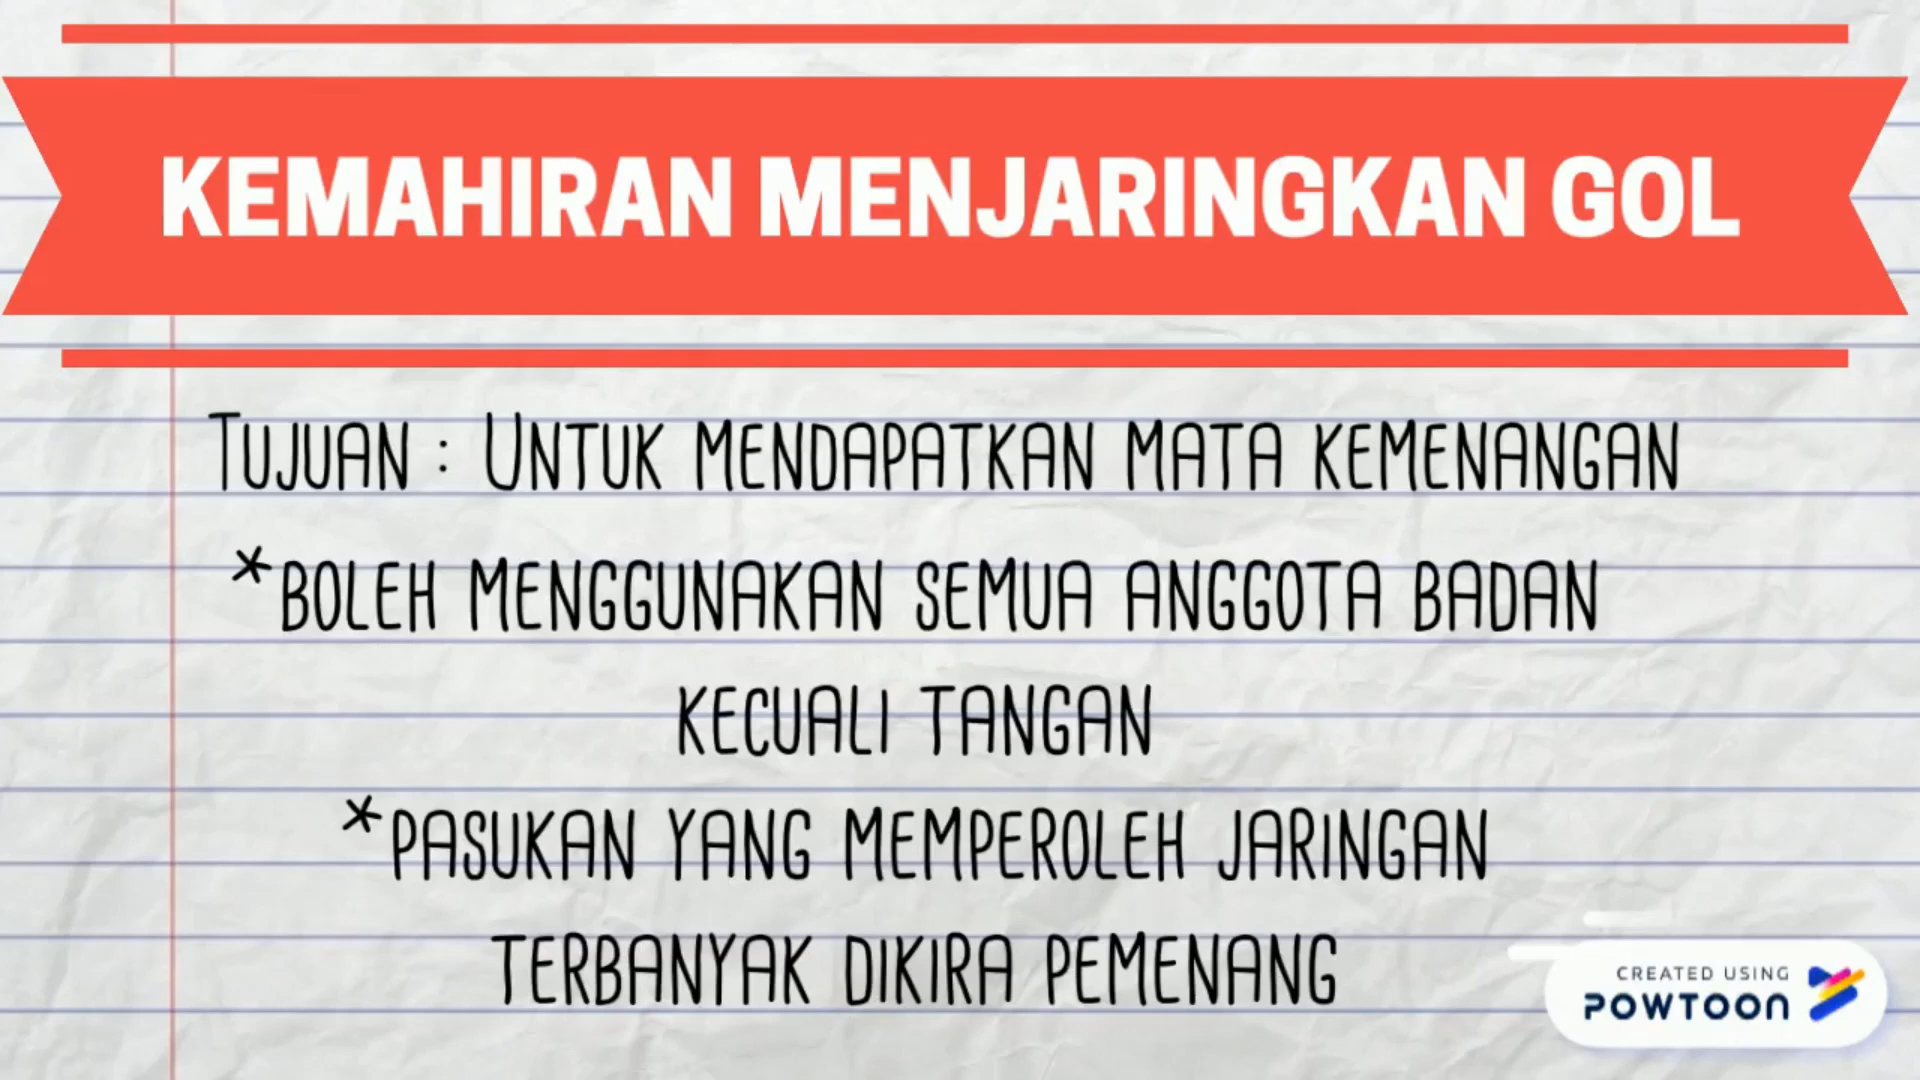 KEMAHIRAN MENJARINGKAN GOL
TUJUAN : UNTUK MENDAPATKAN MATA KEMENANGAN
*BOLEH MENGGUNAKAN SEMUA ANGGOTA BADAN
KECUALI TANGAN
*PASUKAN YANG MEMPEROLEH JARINGAN
TERBANYAK DIKIRA PEMENANG
CREATED USING
POWTOON